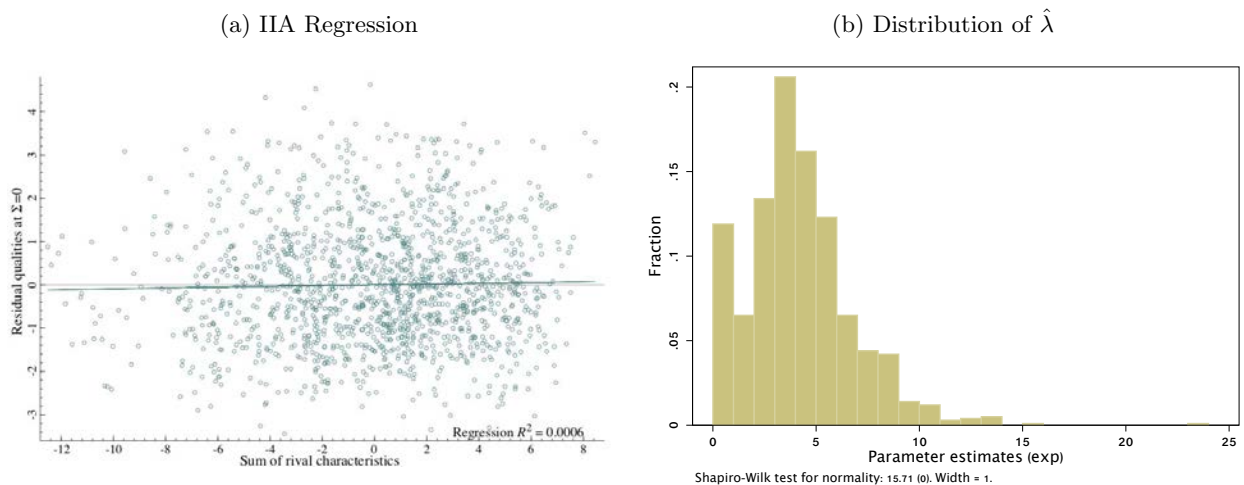 (a) IIA Regression
(b) Distribution of λ̂
Residual qualities at Σ=0
4
3
2
1
0
-1
-2
-3
-12 -10 -8 -6 -4 -2 0 2 4 6 8
Regression R² = 0.0006
Sum of rival characteristics
Fraction
.2
.15
.1
.05
0
0 5 10 15 20 25
Parameter estimates (exp)
Shapiro-Wilk test for normality: 15.71 (0). Width = 1.